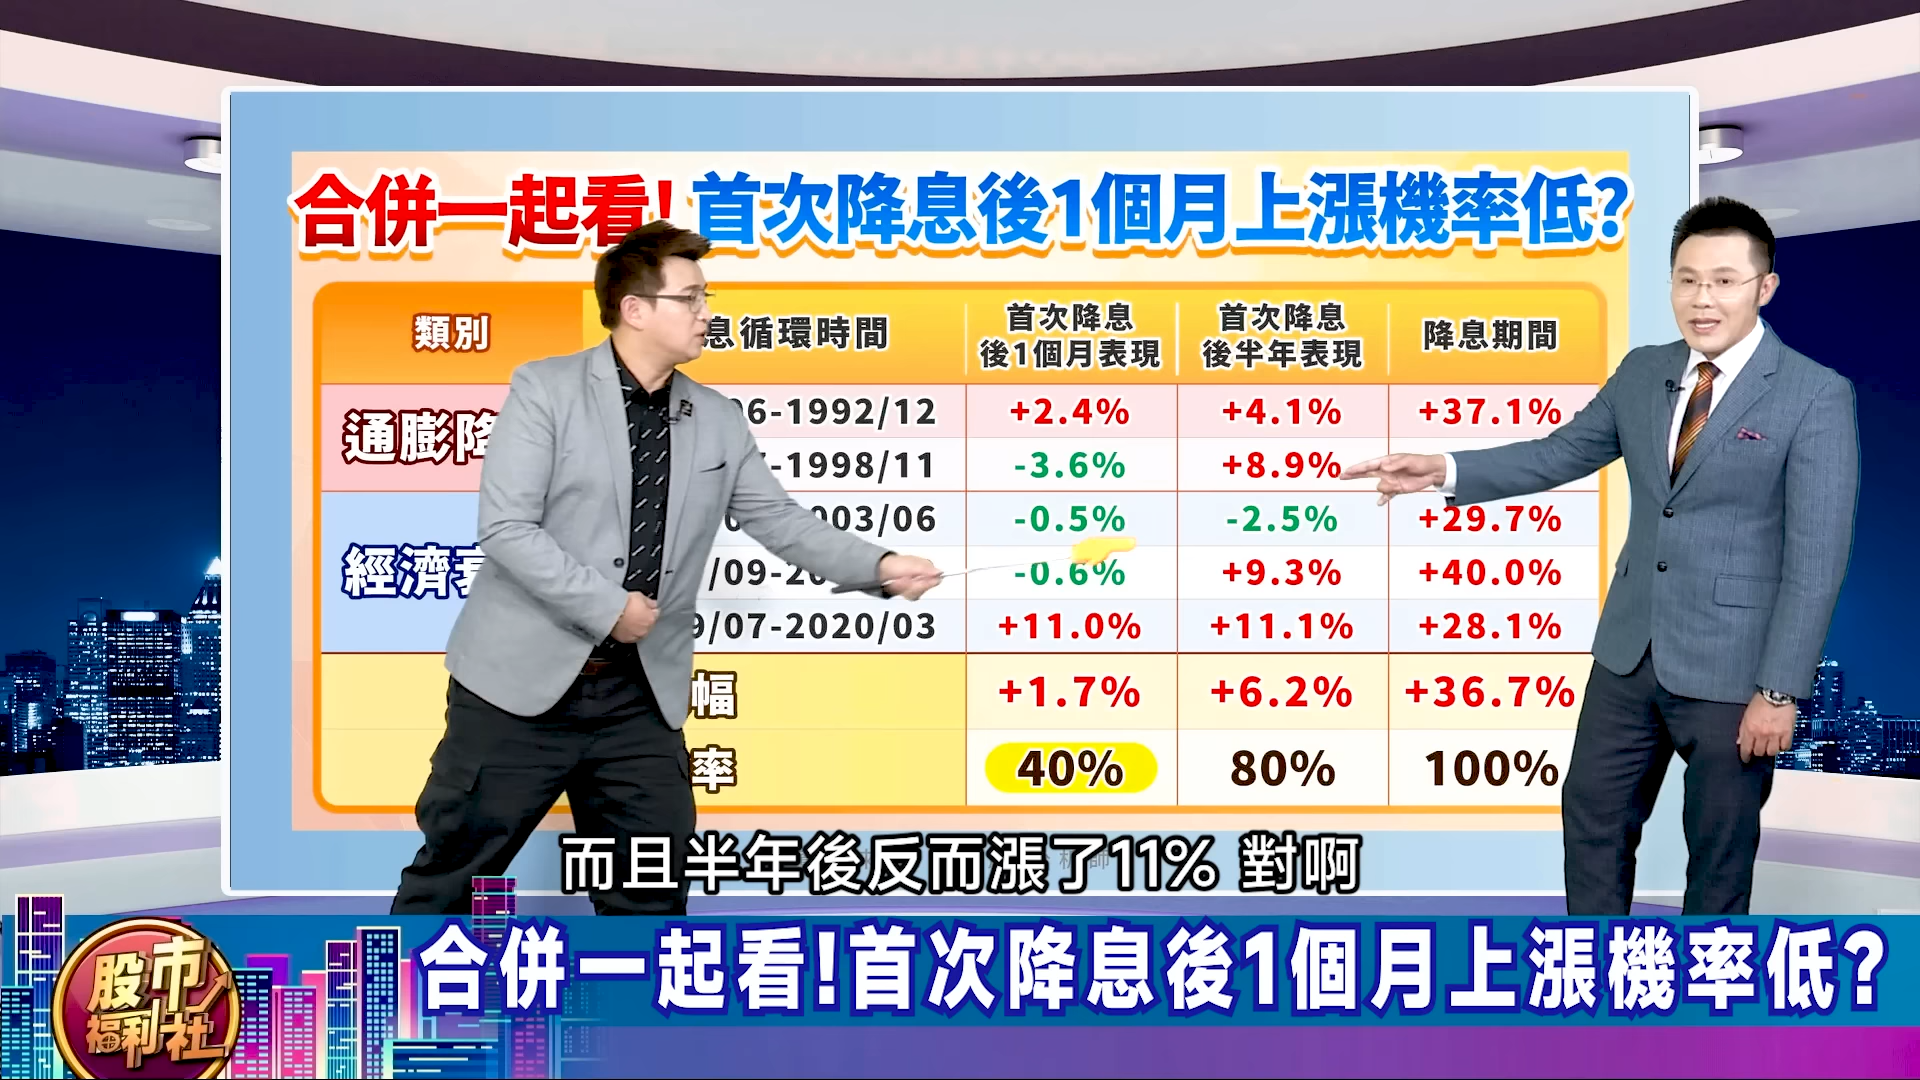 合併一起看!首次降息後1個月上漲機率低?
類別
息循環時間
首次降息
後1個月表現
首次降息
後半年表現
降息期間
通膨降
06-1992/12 +2.4% +4.1% +37.1%
-1998/11 -3.6% +8.9%
經濟衰
003/06 -0.5% -2.5% +29.7%
/09-20 -0.6% +9.3% +40.0%
9/07-2020/03 +11.0% +11.1% +28.1%
幅 +1.7% +6.2% +36.7%
率 40% 80% 100%
而且半年後反而漲了11% 對啊
合併一起看!首次降息後1個月上漲機率低?
股市
福利社